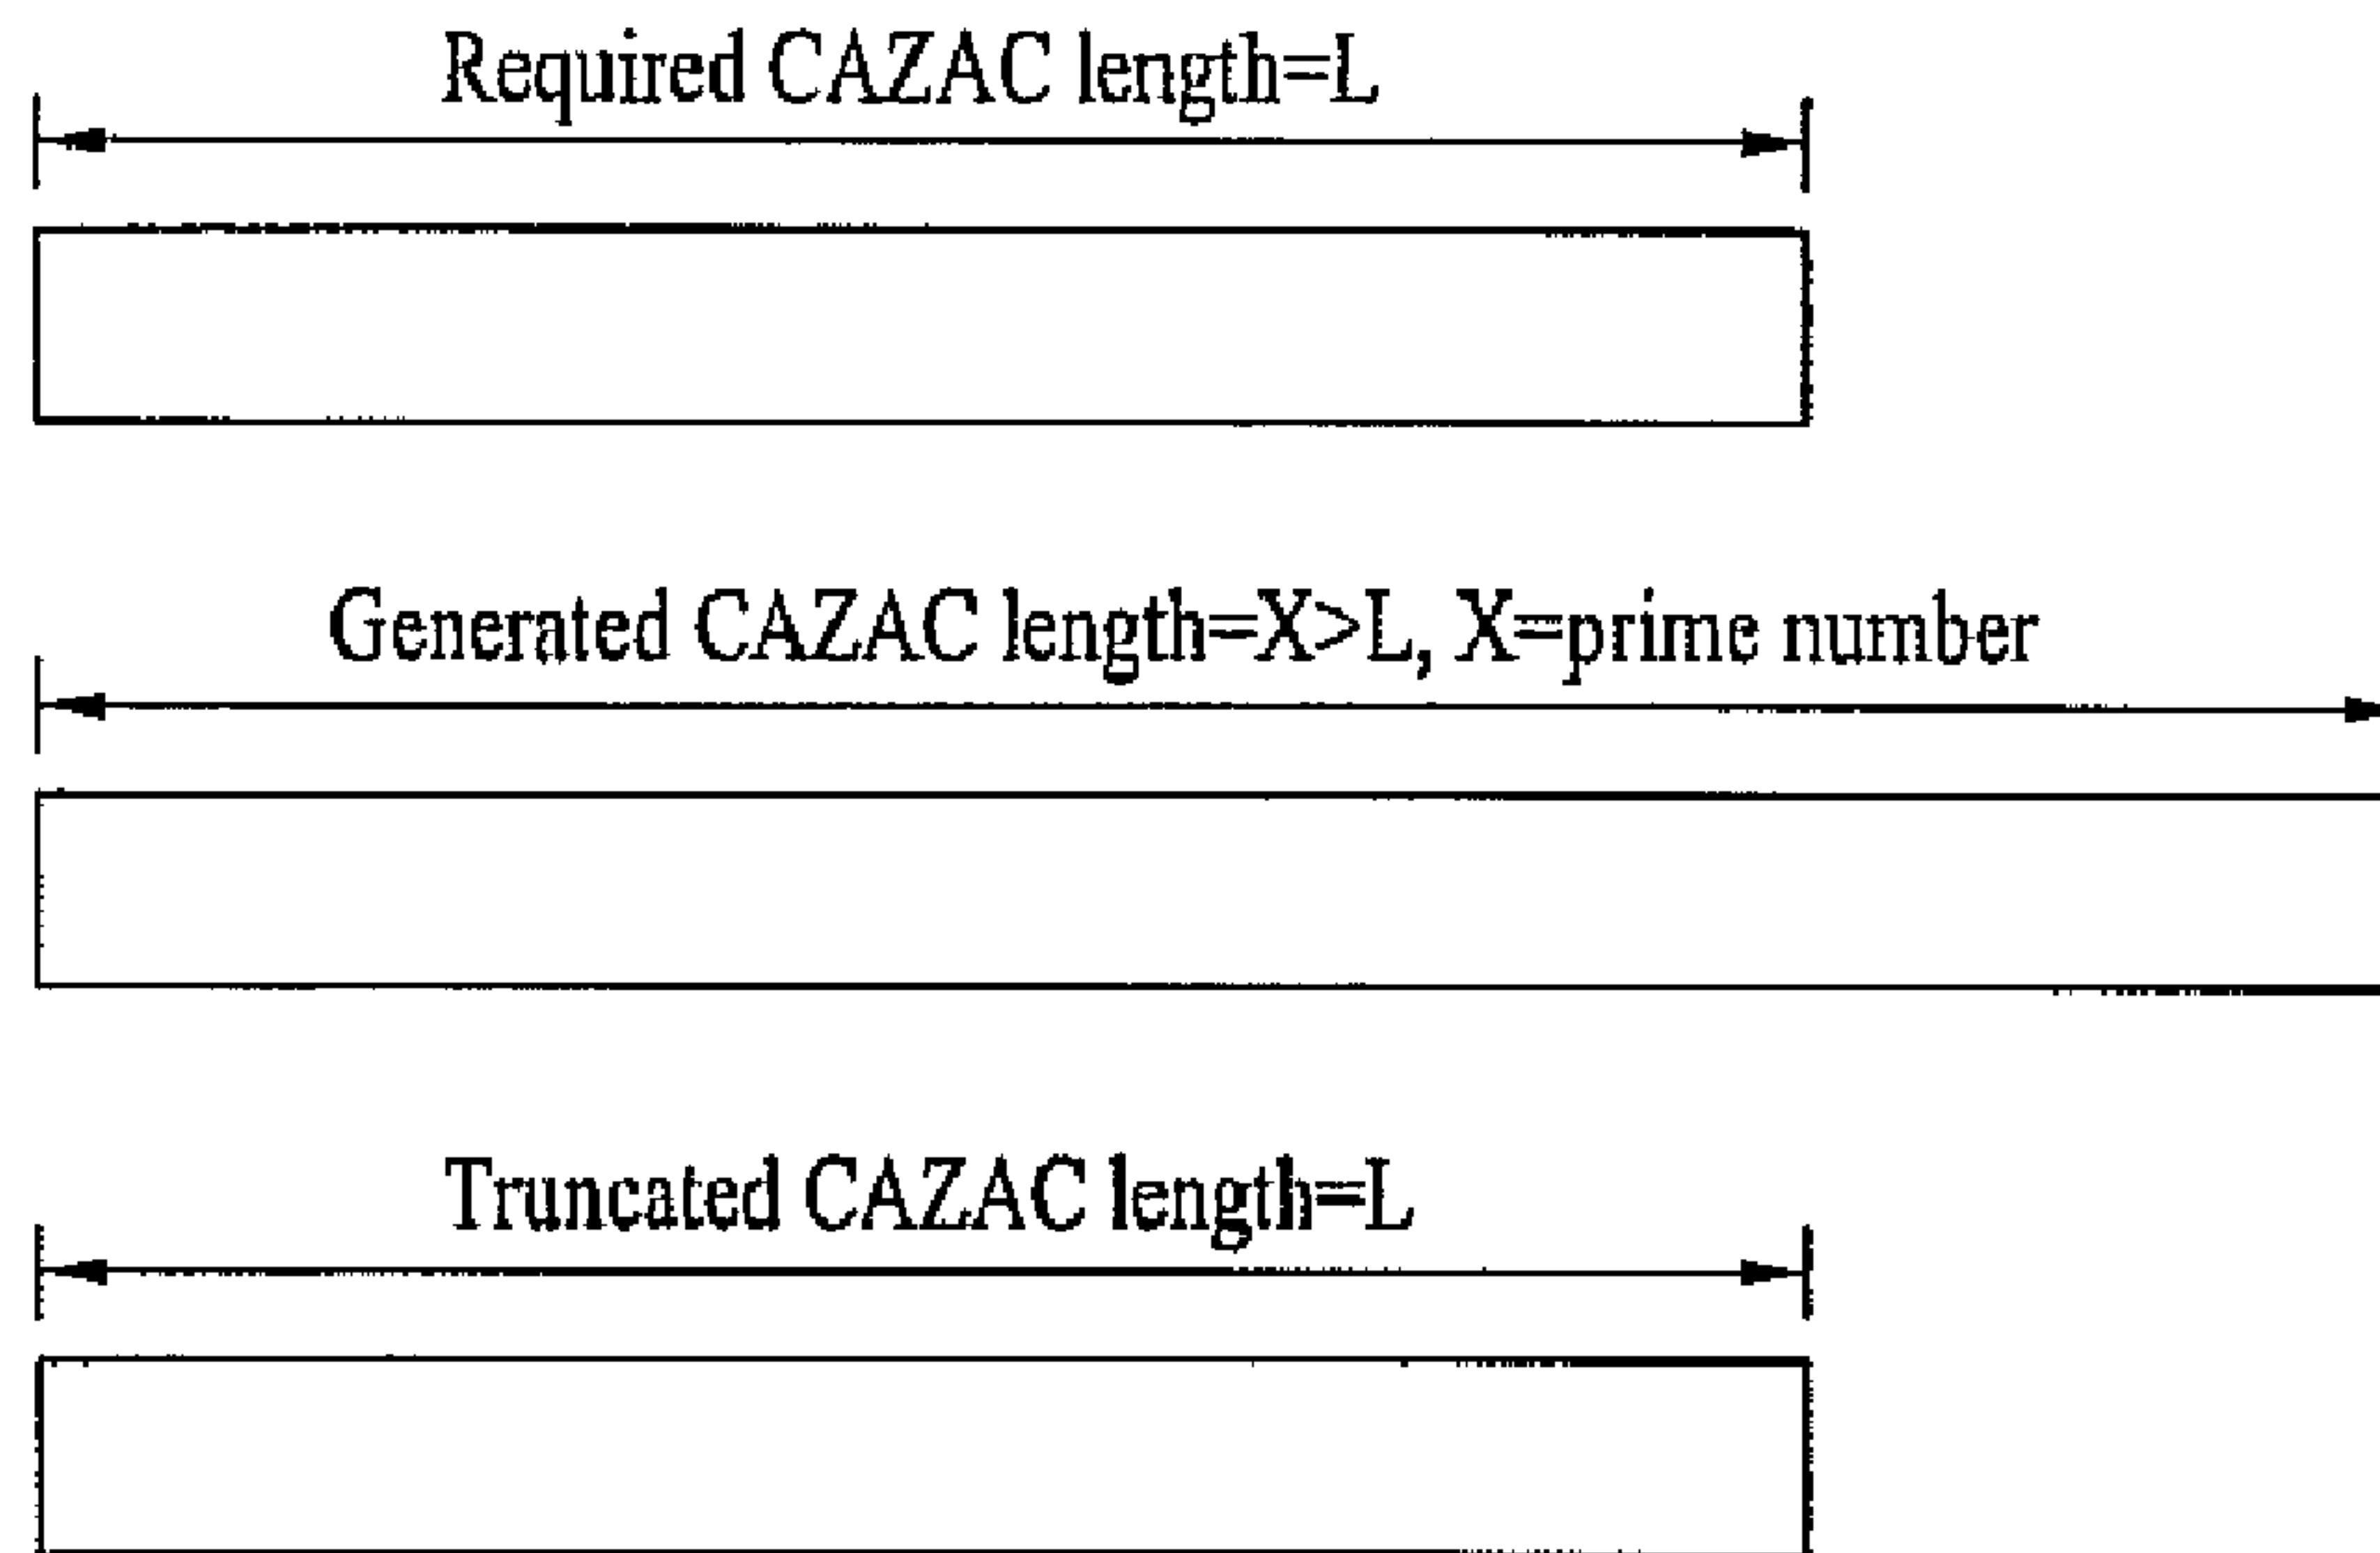 Required CAZAC length=L
Generated CAZAC length=X>L, X=prime number
Truncated CAZAC length=L